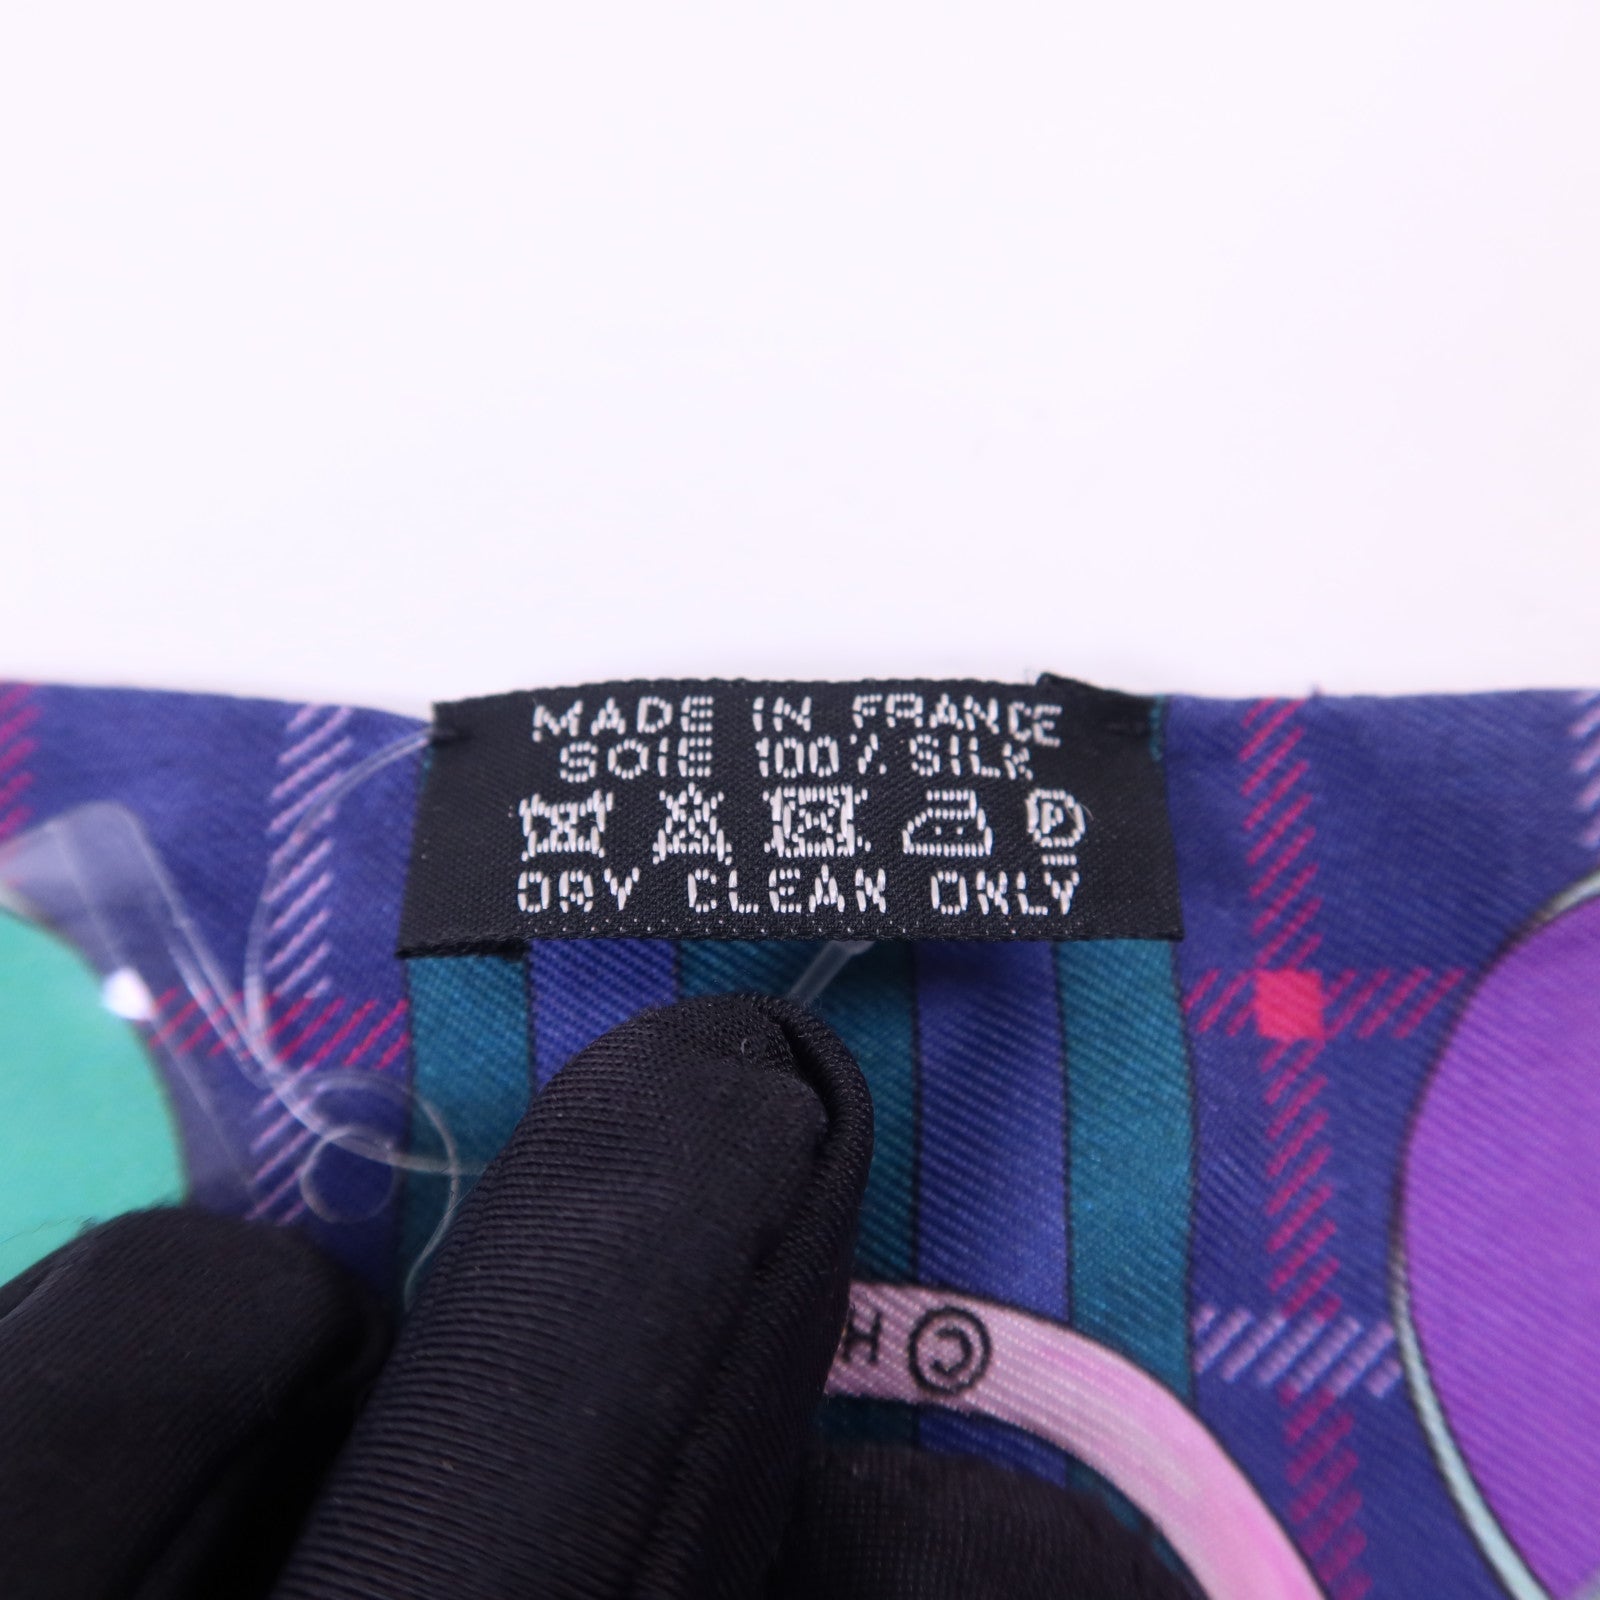 MADE IN FRANCE
SOIE 100% SILK
P
DRY CLEAN ONLY
© H